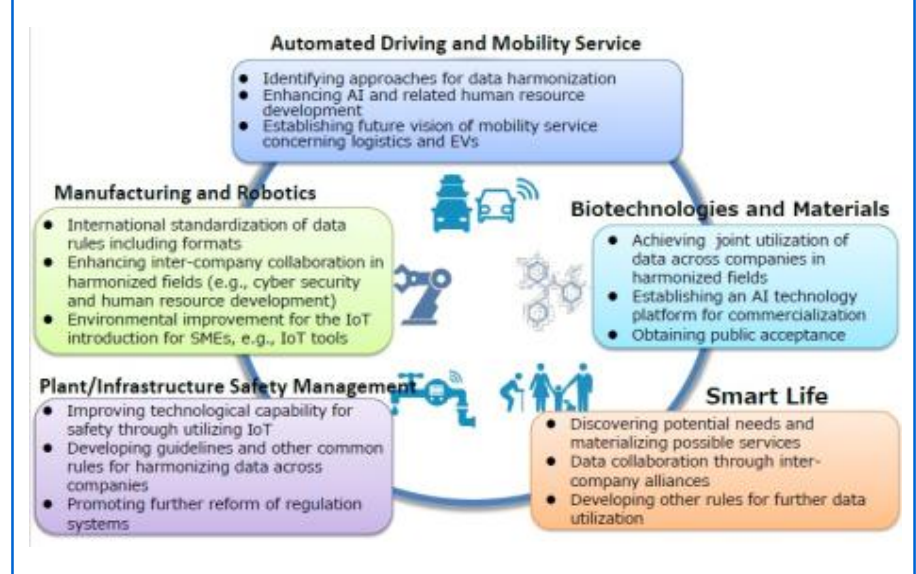 Automated Driving and Mobility Service
● Identifying approaches for data harmonization
● Enhancing AI and related human resource
development
● Establishing future vision of mobility service
concerning logistics and EVs
Manufacturing and Robotics
● International standardization of data
rules including formats
● Enhancing inter-company collaboration in
harmonized fields (e.g., cyber security
and human resource development)
● Environmental improvement for the IoT
introduction for SMEs, e.g., IoT tools
Biotechnologies and Materials
● Achieving joint utilization of
data across companies in
harmonized fields
● Establishing an AI technology
platform for commercialization
● Obtaining public acceptance
Plant/Infrastructure Safety Management
● Improving technological capability for
safety through utilizing IoT
● Developing guidelines and other common
rules for harmonizing data across
companies
● Promoting further reform of regulation
systems
Smart Life
● Discovering potential needs and
materializing possible services
● Data collaboration through inter-
company alliances
● Developing other rules for further data
utilization